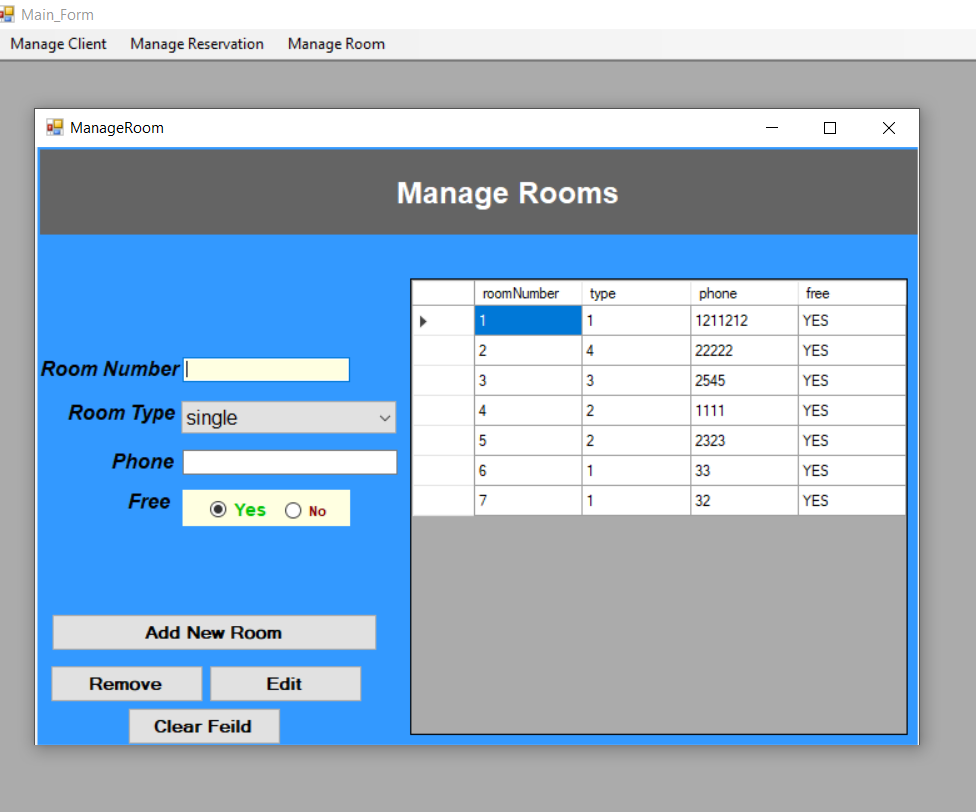 Main_Form
Manage Client Manage Reservation Manage Room
ManageRoom
Manage Rooms
roomNumber type phone free
1 1 1211212 YES
2 4 22222 YES
3 3 2545 YES
4 2 1111 YES
5 2 2323 YES
6 1 33 YES
7 1 32 YES
Room Number
Room Type single
Phone
Free Yes No
Add New Room
Remove Edit
Clear Feild